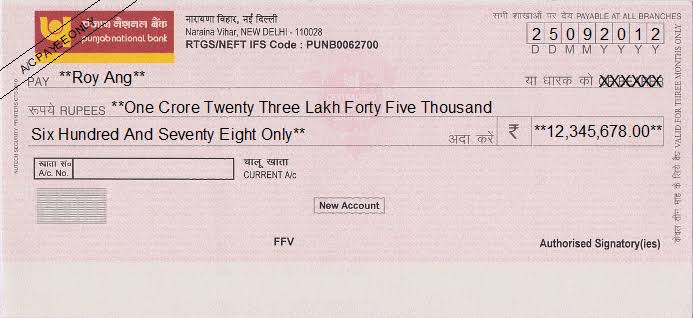 A/C PAYEE ONLY
पंजाब नैशनल बैंक
punjab national bank
नारायणा विहार, नई दिल्ली
Naraina Vihar, NEW DELHI - 110028
RTGS/NEFT IFS Code : PUNB0062700
सभी शाखाओं पर देय PAYABLE AT ALL BRANCHES
2 5 0 9 2 0 1 2
D D M M Y Y Y Y
PAY **Roy Ang** या धारक को
रूपये RUPEES **One Crore Twenty Three Lakh Forty Five Thousand
Six Hundred And Seventy Eight Only** अदा करें ₹ **12,345,678.00**
खाता सं०
A/c. No.
चालू खाता
CURRENT A/c
New Account
FFV
Authorised Signatory(ies)
केवल तीन माह के लिये वैध VALID FOR THREE MONTHS ONLY